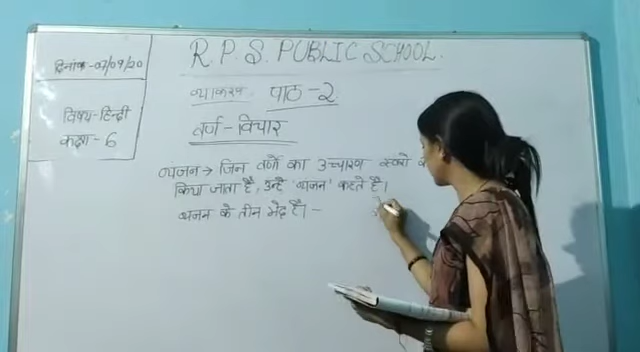 R.P.S. PUBLIC SCHOOL.
दिनांक-07/09/20
विषय-हिन्दी
कक्षा-6
व्याकरण पाठ-2
वर्ण-विचार
व्यंजन → जिन वर्णों का उच्चारण स्वरों
किया जाता है, उन्हें 'व्यंजन' कहते है।
व्यंजन के तीन भेद है।-